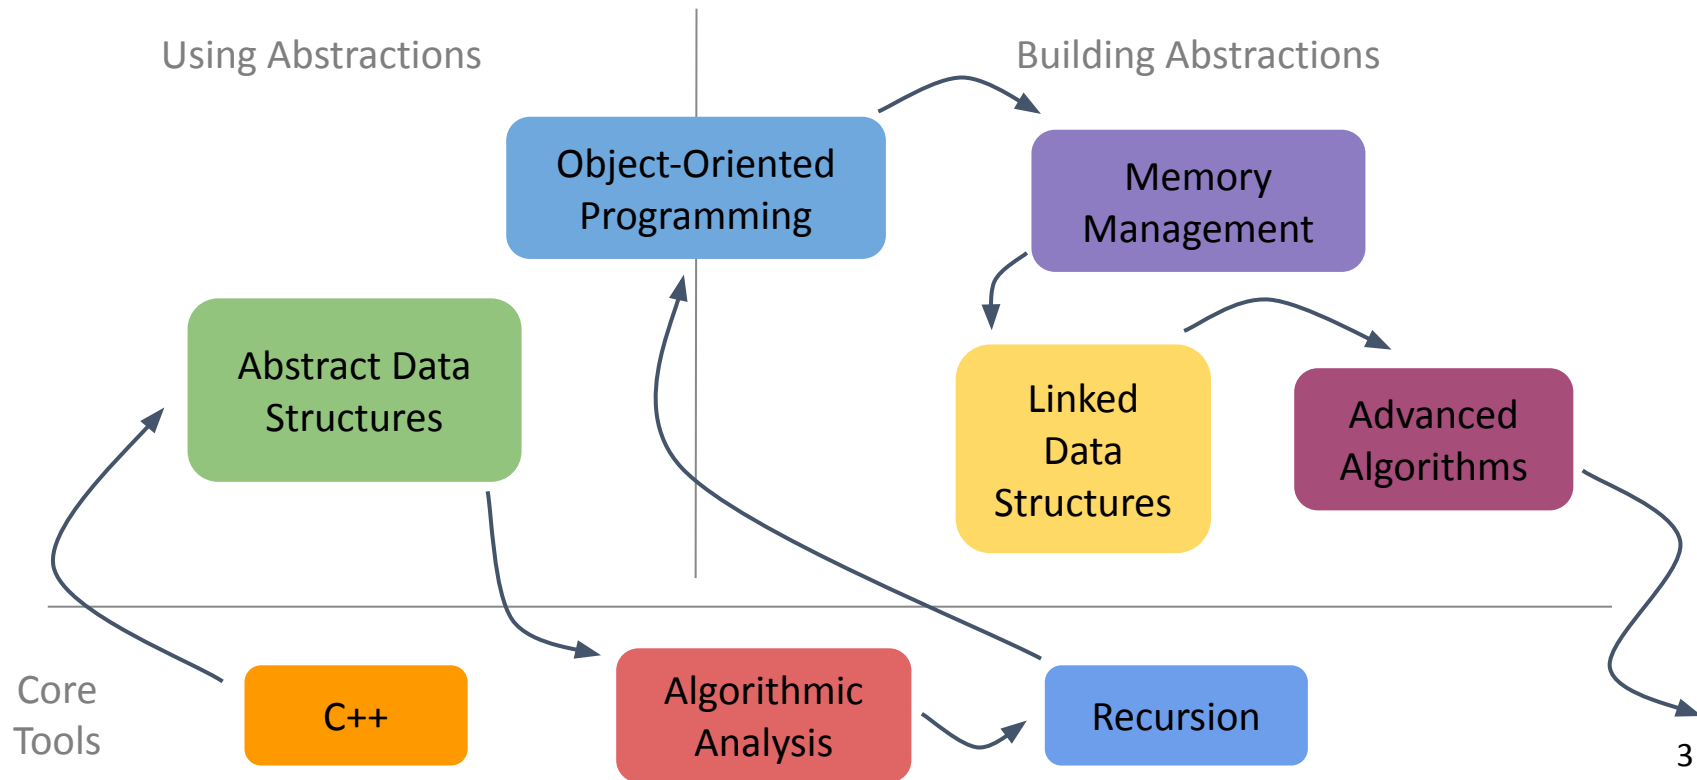 Using Abstractions
Building Abstractions
Object-Oriented
Programming
Memory
Management
Abstract Data
Structures
Linked
Data
Structures
Advanced
Algorithms
Core
Tools
C++
Algorithmic
Analysis
Recursion
3